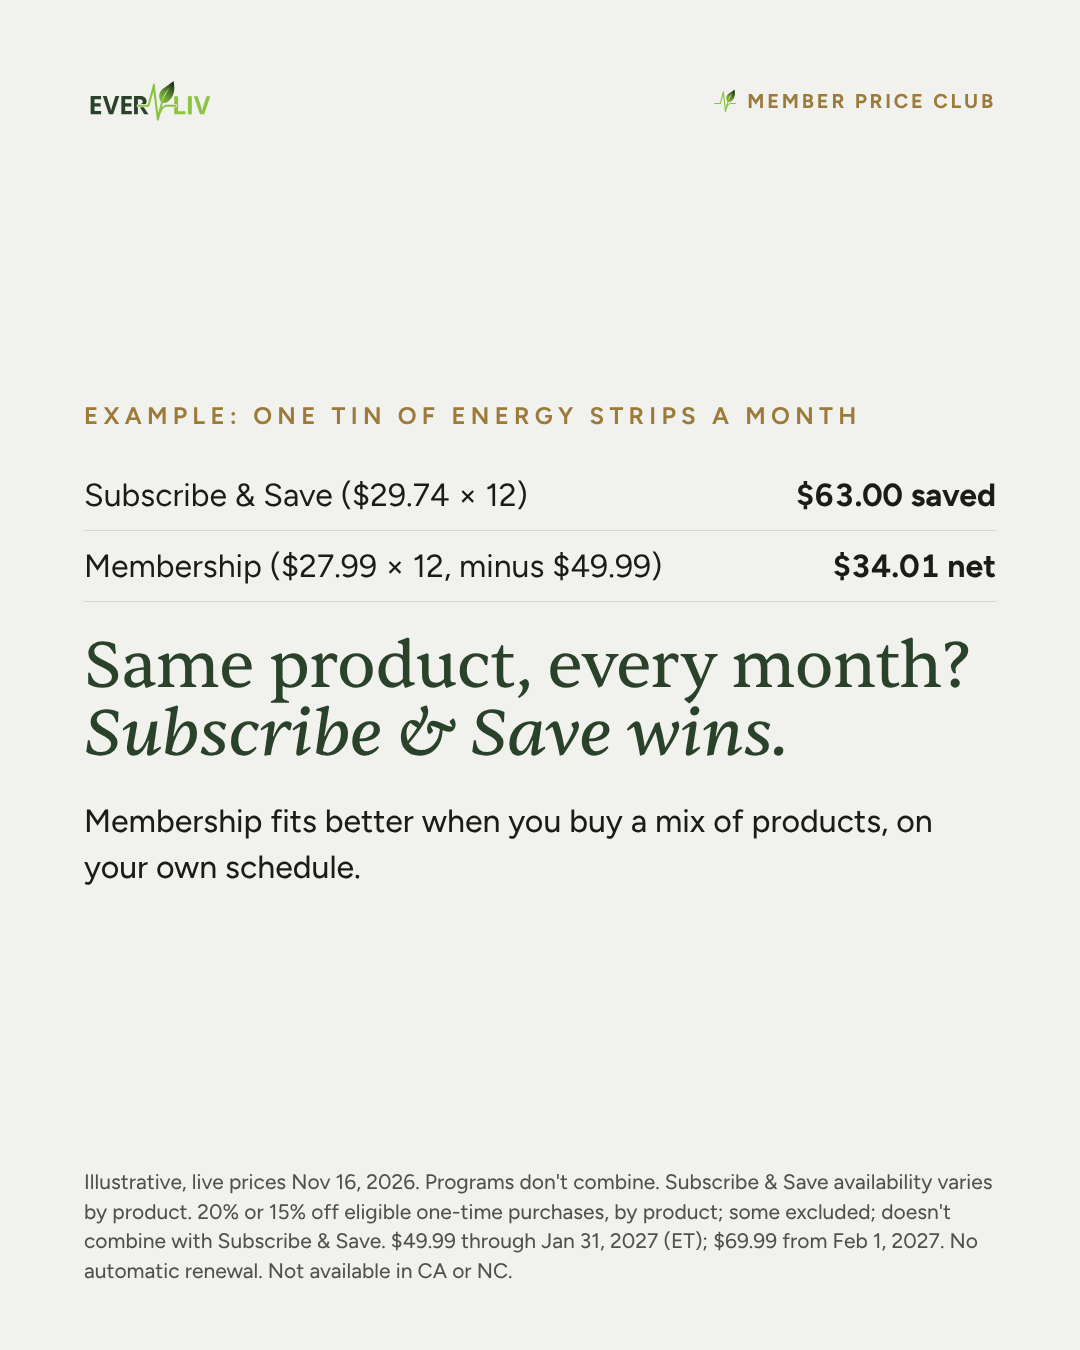 EVER LIV
MEMBER PRICE CLUB
EXAMPLE: ONE TIN OF ENERGY STRIPS A MONTH
Subscribe & Save ($29.74 × 12) $63.00 saved
Membership ($27.99 × 12, minus $49.99) $34.01 net
Same product, every month?
Subscribe & Save wins.
Membership fits better when you buy a mix of products, on
your own schedule.
Illustrative, live prices Nov 16, 2026. Programs don't combine. Subscribe & Save availability varies
by product. 20% or 15% off eligible one-time purchases, by product; some excluded; doesn't
combine with Subscribe & Save. $49.99 through Jan 31, 2027 (ET); $69.99 from Feb 1, 2027. No
automatic renewal. Not available in CA or NC.